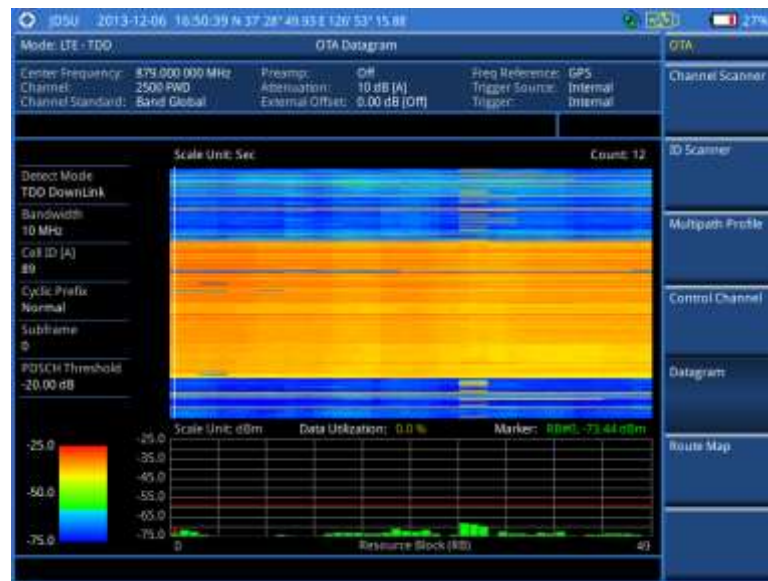 JDSU 2013-12-06 16:50:39 N 37° 28' 49.93 E 126° 53' 15.88 27%
Mode: LTE - TDD OTA Datagram OTA
Center Frequency: 879.000 000 MHz Preamp: Off Freq Reference: GPS
Channel: 2500 FWD Attenuation: 10 dB [A] Trigger Source: Internal
Channel Standard: Band Global External Offset: 0.00 dB [Off] Trigger: Internal
Channel Scanner
ID Scanner
Multipath Profile
Control Channel
Datagram
Route Map
Scale Unit: Sec Count: 12
Detect Mode
TDD DownLink
Bandwidth
10 MHz
Cell ID [A]
89
Cyclic Prefix
Normal
Subframe
0
PDSCH Threshold
-20.00 dB
Scale Unit: dBm Data Utilization: 0.0 % Marker: -73.44 dBm
-25.0
-50.0
-75.0
-25.0
-35.0
-45.0
-55.0
-65.0
-75.0
0 Resource Block (RB) 49